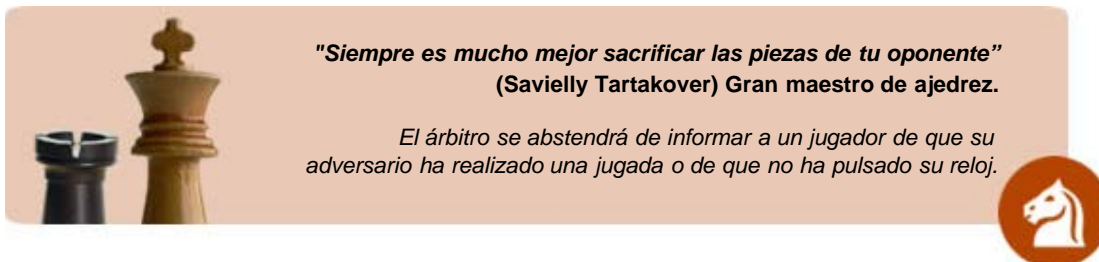 "Siempre es mucho mejor sacrificar las piezas de tu oponente”
(Savielly Tartakover) Gran maestro de ajedrez.
El árbitro se abstendrá de informar a un jugador de que su
adversario ha realizado una jugada o de que no ha pulsado su reloj.